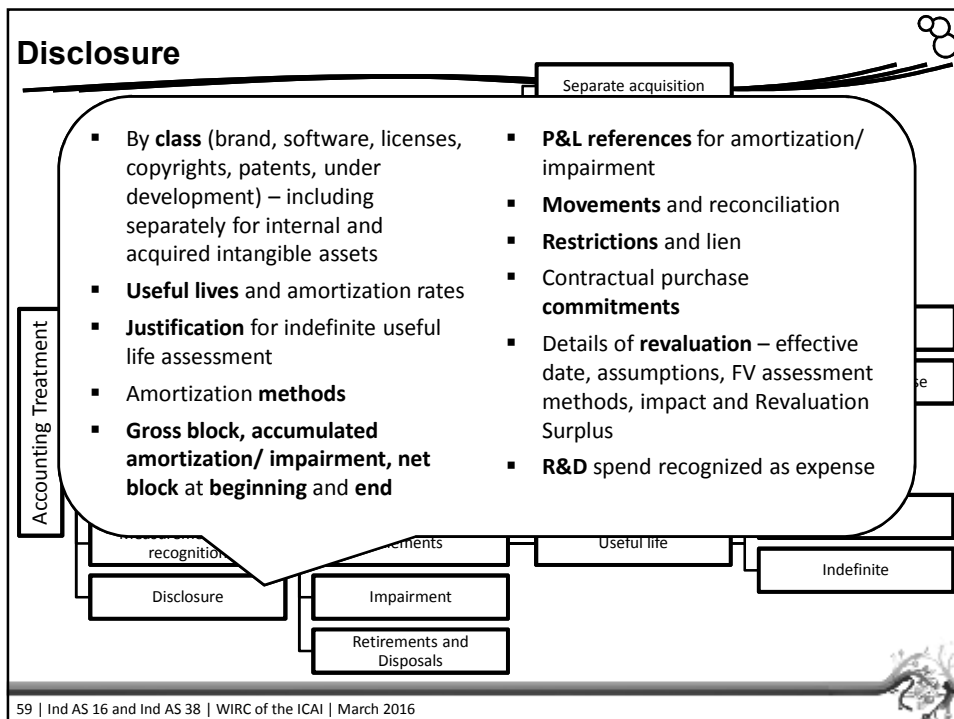 Disclosure
Separate acquisition
▪ By class (brand, software, licenses,
copyrights, patents, under
development) – including
separately for internal and
acquired intangible assets
▪ Useful lives and amortization rates
▪ Justification for indefinite useful
life assessment
▪ Amortization methods
▪ Gross block, accumulated
amortization/ impairment, net
block at beginning and end
▪ P&L references for amortization/
impairment
▪ Movements and reconciliation
▪ Restrictions and lien
▪ Contractual purchase
commitments
▪ Details of revaluation – effective
date, assumptions, FV assessment
methods, impact and Revaluation
Surplus
▪ R&D spend recognized as expense
Accounting Treatment
se
recognition
Useful life
Indefinite
Disclosure
Impairment
Retirements and
Disposals
59 | Ind AS 16 and Ind AS 38 | WIRC of the ICAI | March 2016